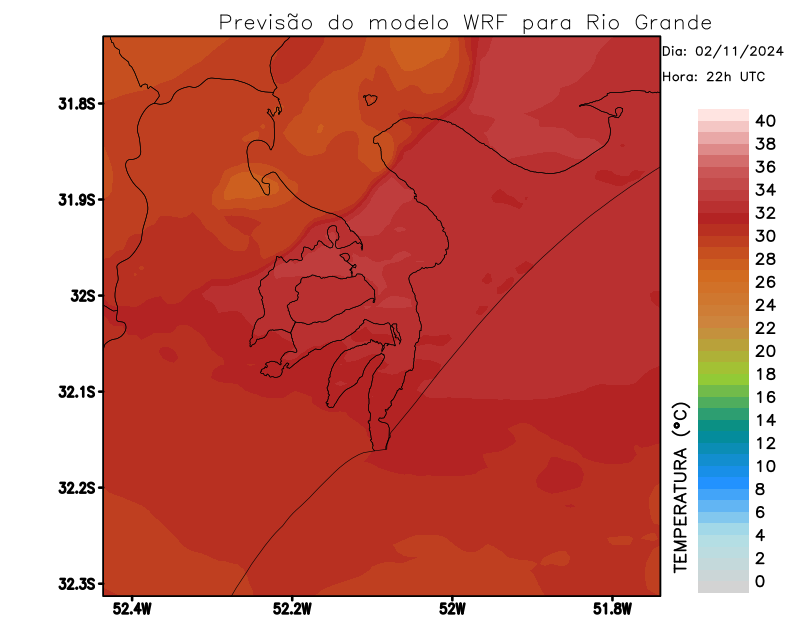 Previsão do modelo WRF para Rio Grande
Dia: 02/11/2024
Hora: 22h UTC
31.8S
31.9S
32S
32.1S
32.2S
32.3S
52.4W
52.2W
52W
51.8W
40
38
36
34
32
30
28
26
24
22
20
18
16
14
12
10
8
6
4
2
0
TEMPERATURA (°C)